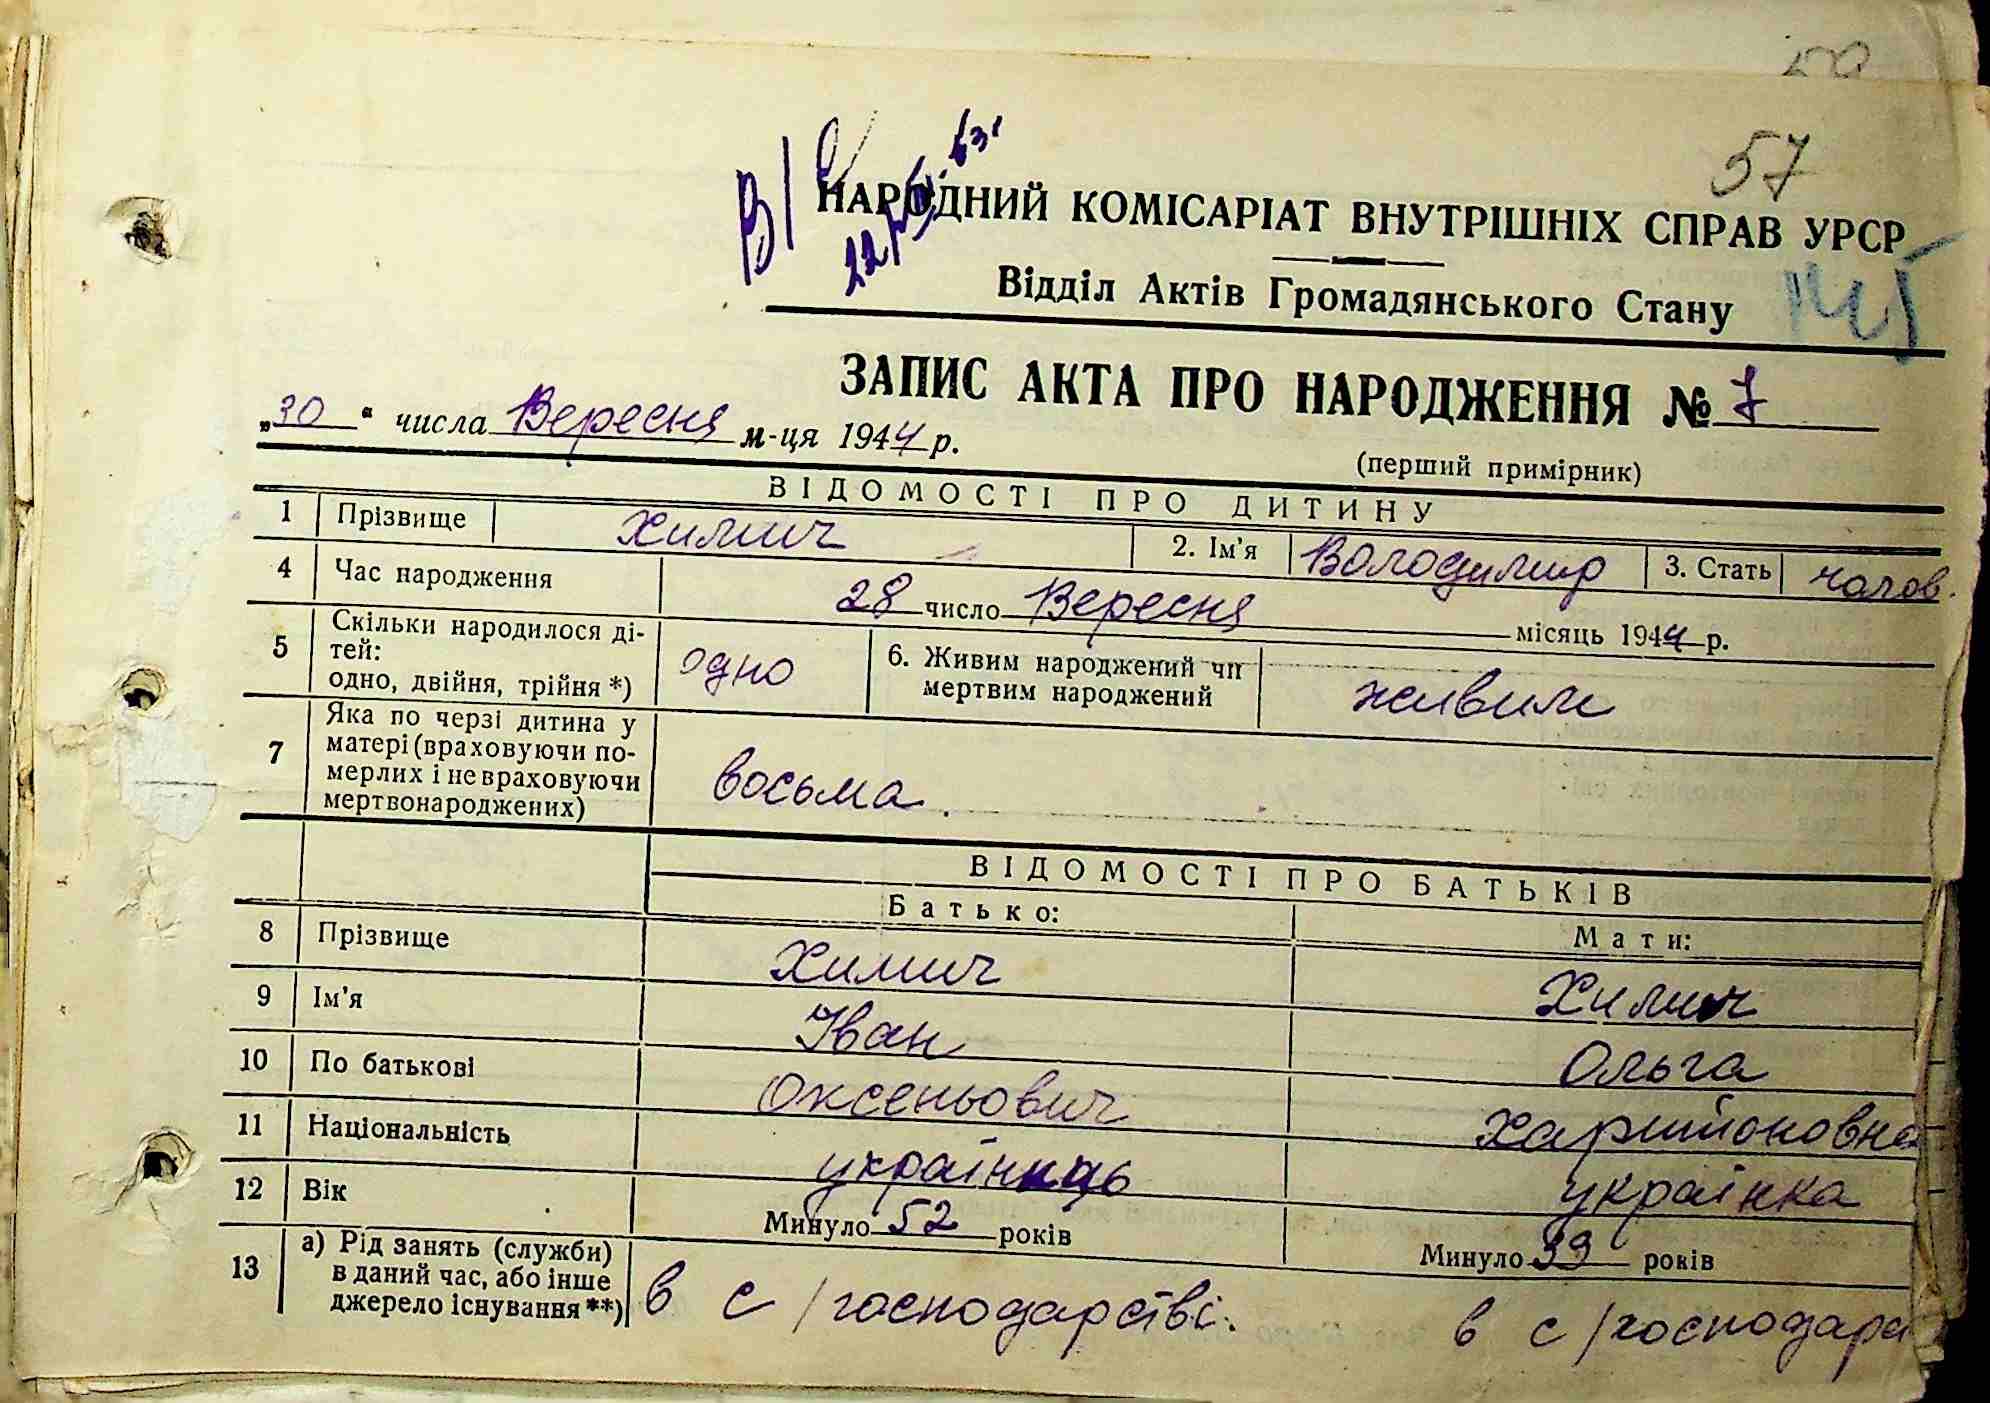 57
НАРОДНИЙ КОМІСАРІАТ ВНУТРІШНІХ СПРАВ УРСР
Відділ Актів Громадянського Стану
ЗАПИС АКТА ПРО НАРОДЖЕННЯ № 7
„30“ числа Вересня м-ця 1944 р.
(перший примірник)
ВІДОМОСТІ ПРО ДИТИНУ
1 Прізвище Химич 2. Ім'я Володимир 3. Стать чолов.
4 Час народження 28 число Вересня місяць 1944 р.
5 Скільки народилося ді-
тей:
одно, двійня, трійня *) одно 6. Живим народжений чи
мертвим народжений живим
7 Яка по черзі дитина у
матері (враховуючи по-
мерлих і не враховуючи
мертвонароджених) восьма.
ВІДОМОСТІ ПРО БАТЬКІВ
Батько: Мати:
8 Прізвище Химич Химич
9 Ім'я Іван Ольга
10 По батькові Оксеньович Харитоновна
11 Національність українець українка
12 Вік Минуло 52 років Минуло 39 років
13 а) Рід занять (служби)
в даний час, або інше
джерело існування **) в с/господарстві. в с/господар